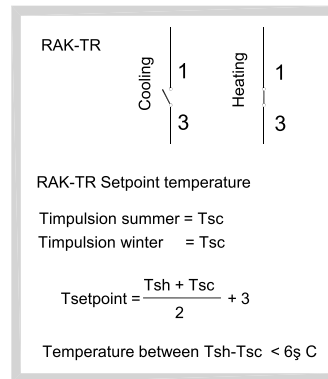 RAK-TR
Cooling
1
3
Heating
1
3
RAK-TR Setpoint temperature
Timpulsion summer = Tsc
Timpulsion winter = Tsc
Tsetpoint = Tsh + Tsc / 2 + 3
Temperature between Tsh-Tsc < 6ş C